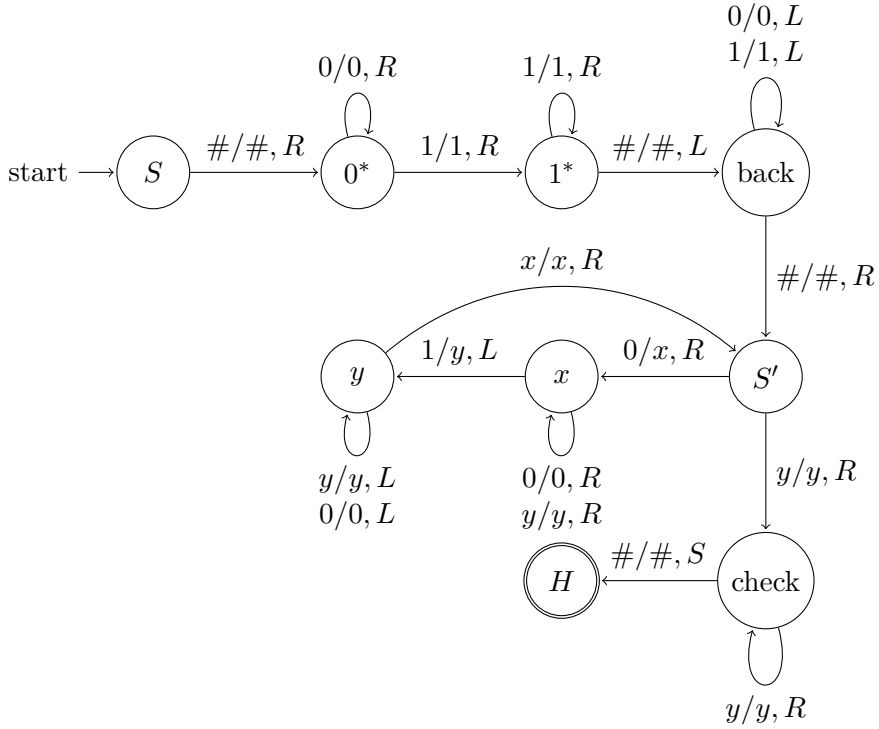 0/0, L
0/0, R 1/1, R 1/1, L
start S #/#, R 0* 1/1, R 1* #/#, L back
x/x, R #/#, R
y 1/y, L x 0/x, R S′
y/y, L 0/0, R y/y, R
0/0, L y/y, R
H #/#, S check
y/y, R